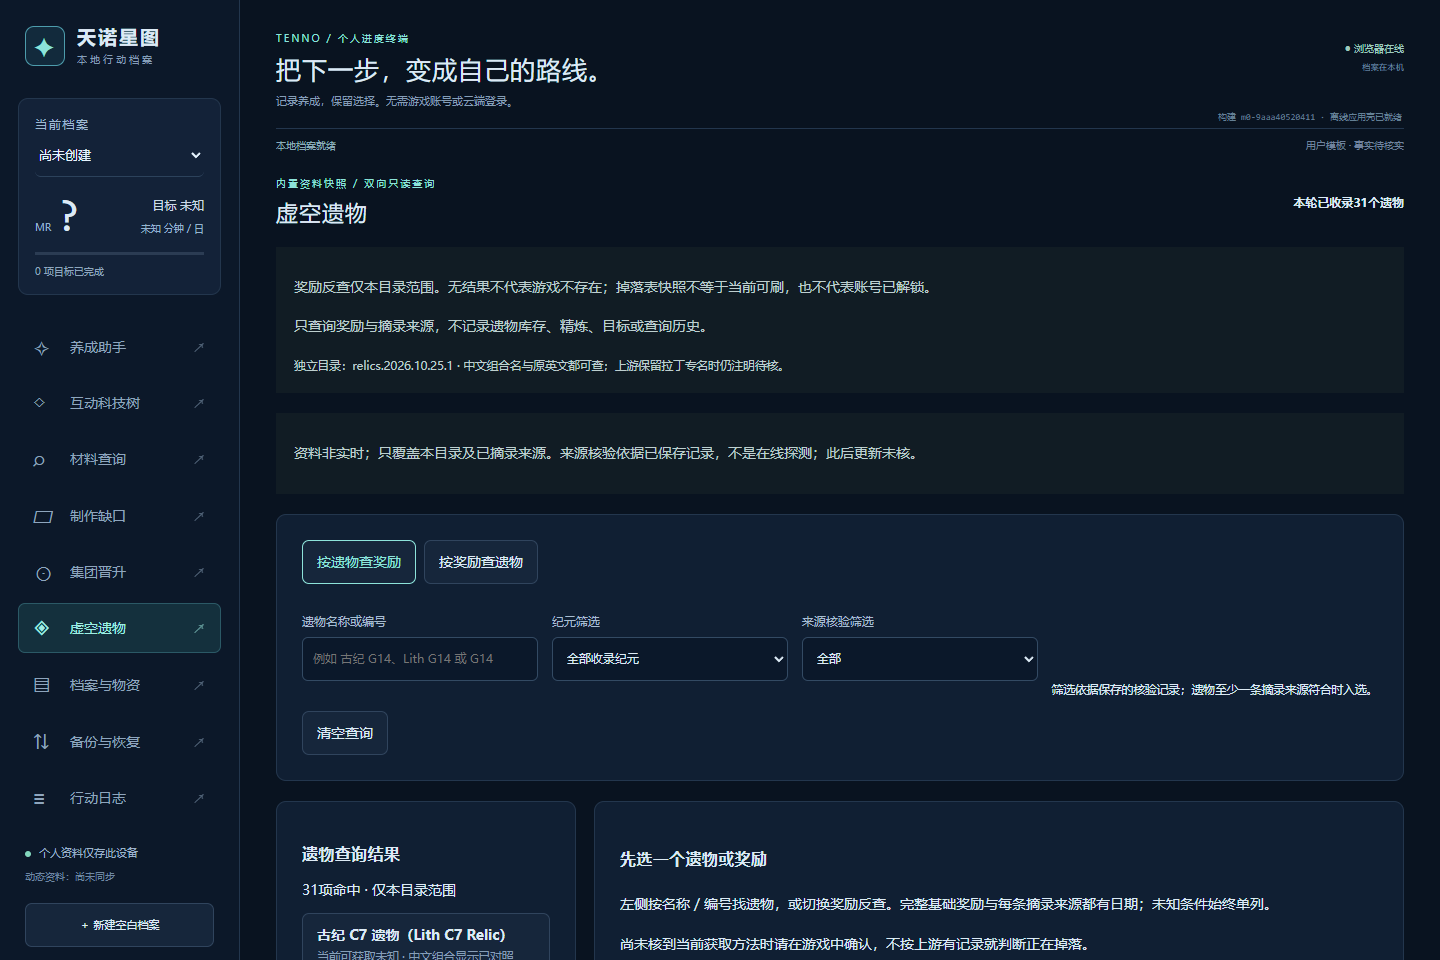 天诺星图
本地行动档案
当前档案
尚未创建
MR ?
目标 未知
未知 分钟 / 日
0 项目标已完成
养成助手
互动科技树
材料查询
制作缺口
集团晋升
虚空遗物
档案与物资
备份与恢复
行动日志
个人资料仅存此设备
动态资料：尚未同步
+ 新建空白档案
TENNO / 个人进度终端
把下一步，变成自己的路线。
记录养成，保留选择。无需游戏账号或云端登录。
浏览器在线
档案在本机
构建 m0-9aaa40520411 · 离线应用壳已就绪
本地档案就绪
用户模板 · 事实待核实
内置资料快照 / 双向只读查询
虚空遗物
本轮已收录31个遗物
奖励反查仅本目录范围。无结果不代表游戏不存在；掉落表快照不等于当前可刷，也不代表账号已解锁。
只查询奖励与摘录来源，不记录遗物库存、精炼、目标或查询历史。
独立目录：relics.2026.10.25.1 · 中文组合名与原英文都可查；上游保留拉丁专名时仍注明待核。
资料非实时；只覆盖本目录及已摘录来源。来源核验依据已保存记录，不是在线探测；此后更新未核。
按遗物查奖励
按奖励查遗物
遗物名称或编号
纪元筛选
来源核验筛选
例如 古纪 G14、Lith G14 或 G14
全部收录纪元
全部
筛选依据保存的核验记录；遗物至少一条摘录来源符合时入选。
清空查询
遗物查询结果
31项命中 · 仅本目录范围
古纪 C7 遗物（Lith C7 Relic）
当前可获取未知 · 中文组合显示已对照
先选一个遗物或奖励
左侧按名称 / 编号找遗物，或切换奖励反查。完整基础奖励与每条摘录来源都有日期；未知条件始终单列。
尚未核到当前获取方法时请在游戏中确认，不按上游有记录就判断正在掉落。